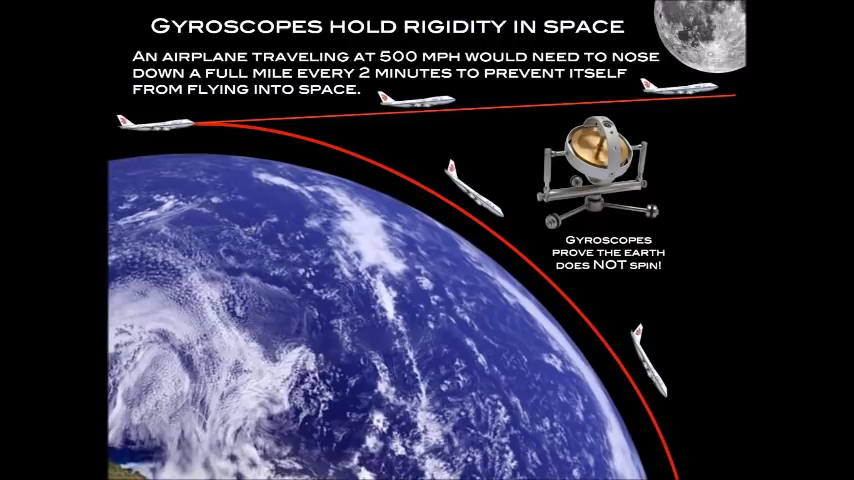 Gyroscopes hold rigidity in space
An airplane traveling at 500 mph would need to nose
down a full mile every 2 minutes to prevent itself
from flying into space.
Gyroscopes
prove the earth
does NOT spin!